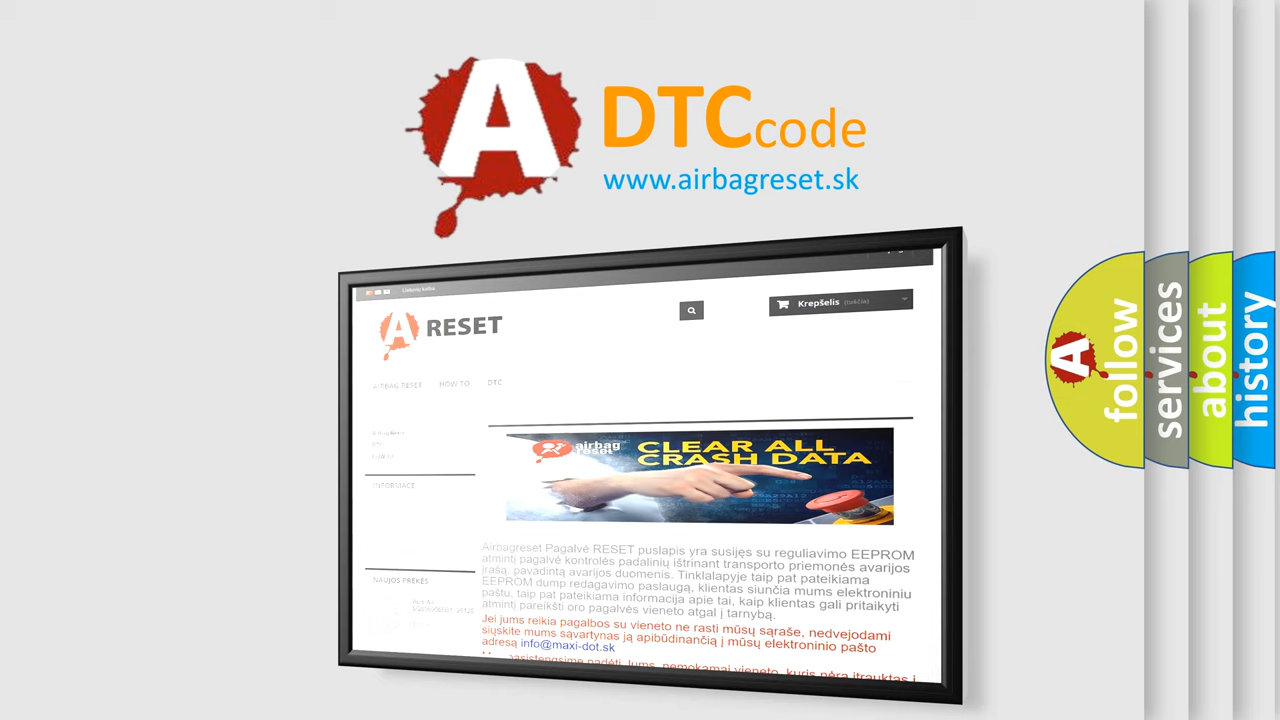 A DTCcode
www.airbagreset.sk
Lietuvių kalba
A RESET
Krepšelis (tuščia)
AIRBAG RESET HOW TO DTC
INFORMACE
airbag reset
CLEAR ALL
CRASH DATA
Airbagreset Pagalvė RESET puslapis yra susijęs su reguliavimo EEPROM
atmintį pagalvė kontrolės padalinių ištrinant transporto priemonės avarijos
įrašą, pavadintą avarijos duomenis. Tinklalapyje taip pat pateikiama
EEPROM dump redagavimo paslaugą, klientas siunčia mums elektroniniu
paštu, taip pat pateikiama informacija apie tai, kaip klientas gali pritaikyti
atmintį pareikšti oro pagalvės vieneto atgal į tarnybą.
Jei jums reikia pagalbos su vieneto ne rasti mūsų sąraše, nedvejodami
siųskite mums sąvartynas ją apibūdinančią į mūsų elektroninio pašto
adresą info@maxi-dot.sk
NAUJOS PREKĖS
A follow
services
about
history